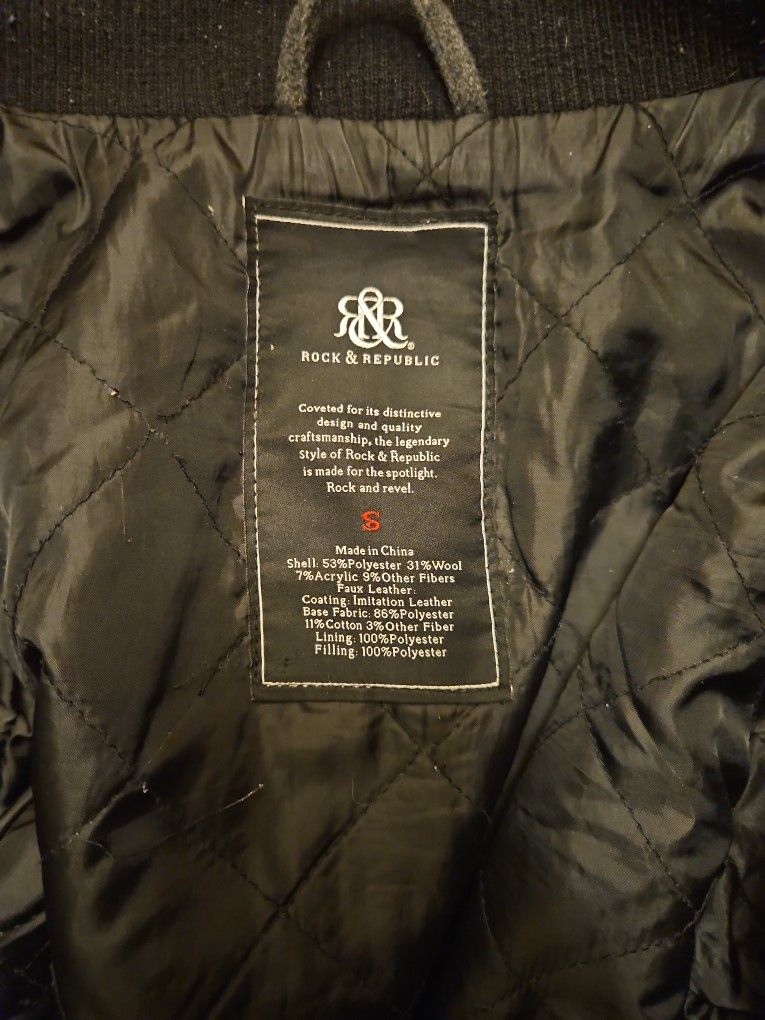 R&R®
ROCK & REPUBLIC
Coveted for its distinctive
design and quality
craftsmanship, the legendary
style of Rock & Republic
is made for the spotlight.
Rock and revel.
S
Made in China
Shell: 53%Polyester 31%Wool
7%Acrylic 9%Other Fibers
Faux Leather:
Coating: Imitation Leather
Base Fabric: 86%Polyester
11%Cotton 3%Other Fiber
Lining: 100%Polyester
Filling: 100%Polyester